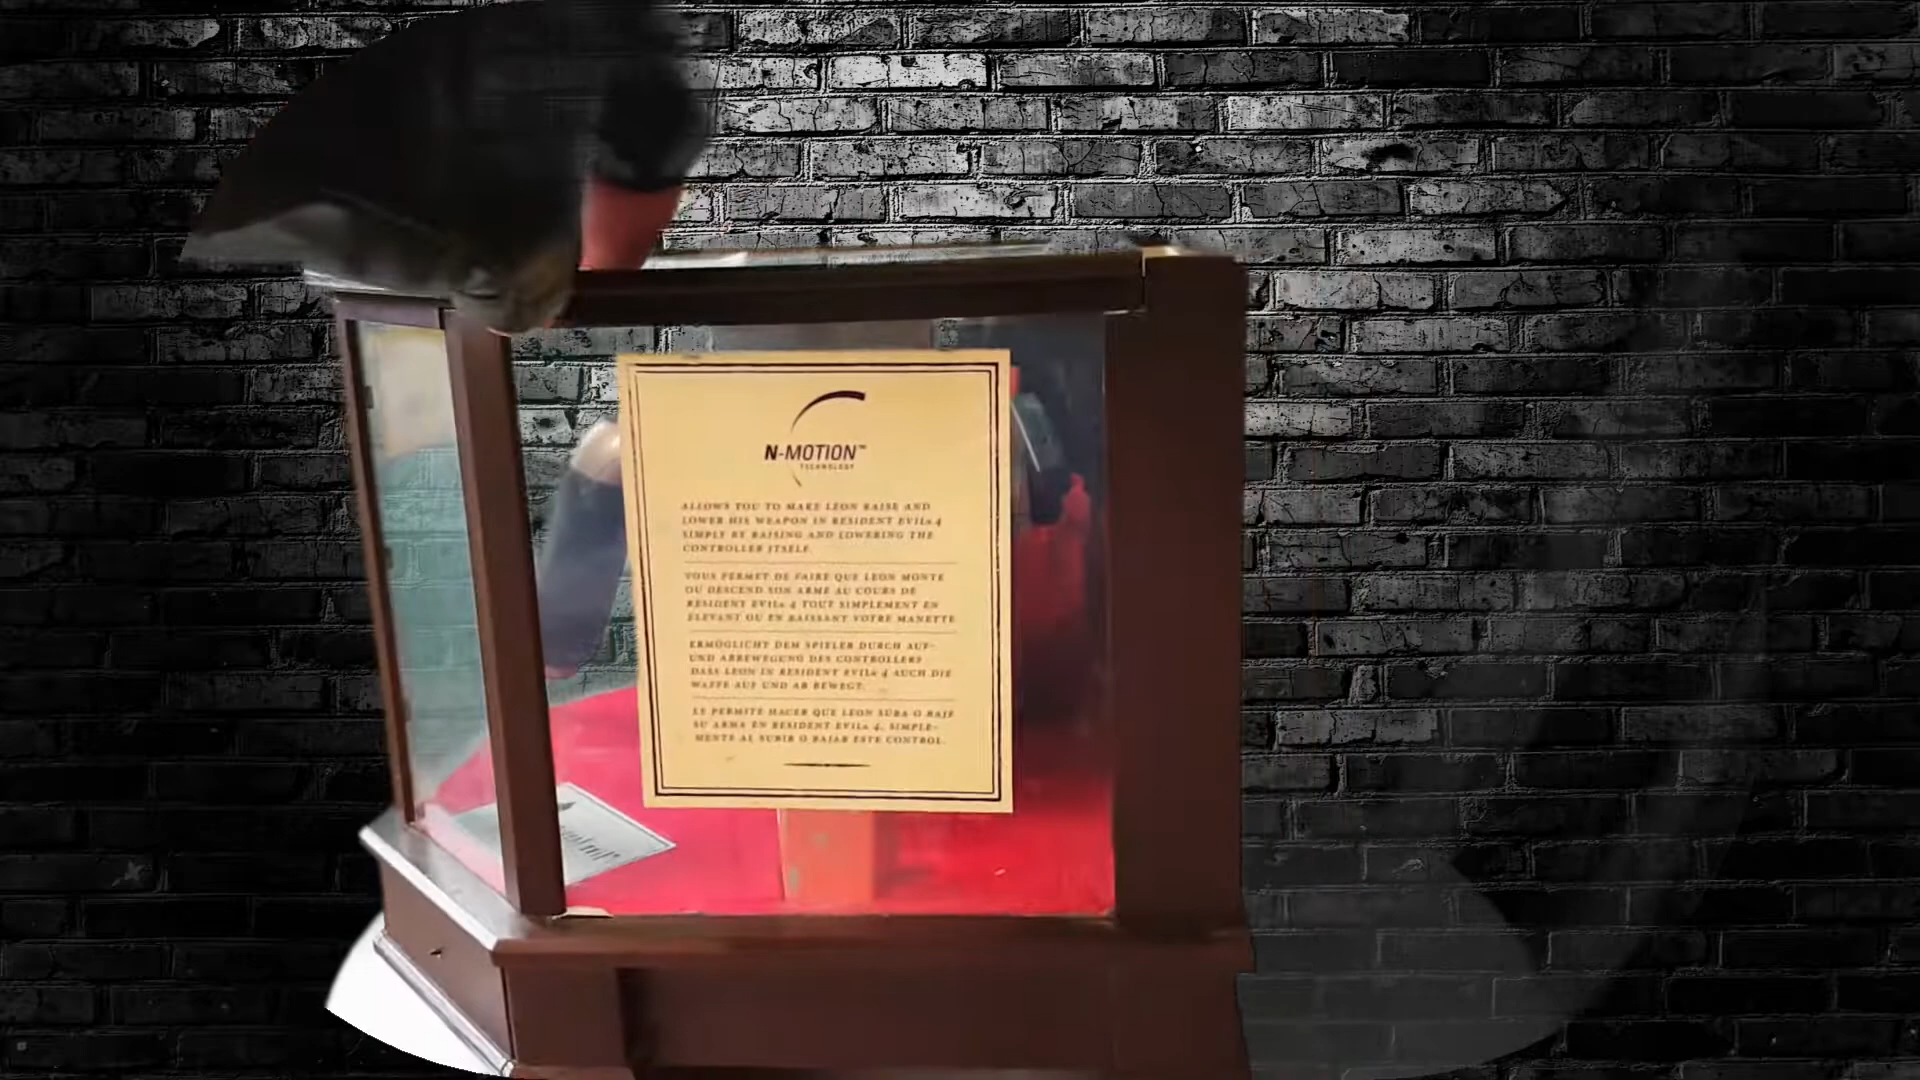 N-MOTION™
TECHNOLOGY
ALLOWS YOU TO MAKE LEON RAISE AND
LOWER HIS WEAPON IN RESIDENT EVIL® 4
SIMPLY BY RAISING AND LOWERING THE
CONTROLLER ITSELF.
VOUS PERMET DE FAIRE QUE LEON MONTE
OU DESCEND SON ARME AU COURS DE
RESIDENT EVIL® 4 TOUT SIMPLEMENT EN
ELEVANT OU EN BAISSANT VOTRE MANETTE
ERMÖGLICHT DEM SPIELER DURCH AUF-
UND ABBEWEGUNG DES CONTROLLERS
DASS LEON IN RESIDENT EVIL® 4 AUCH DIE
WAFFE AUF UND AB BEWEGT.
LE PERMITE HACER QUE LEON SUBA O BAJE
SU ARMA EN RESIDENT EVIL® 4, SIMPLE-
MENTE AL SUBIR O BAJAR ESTE CONTROL.